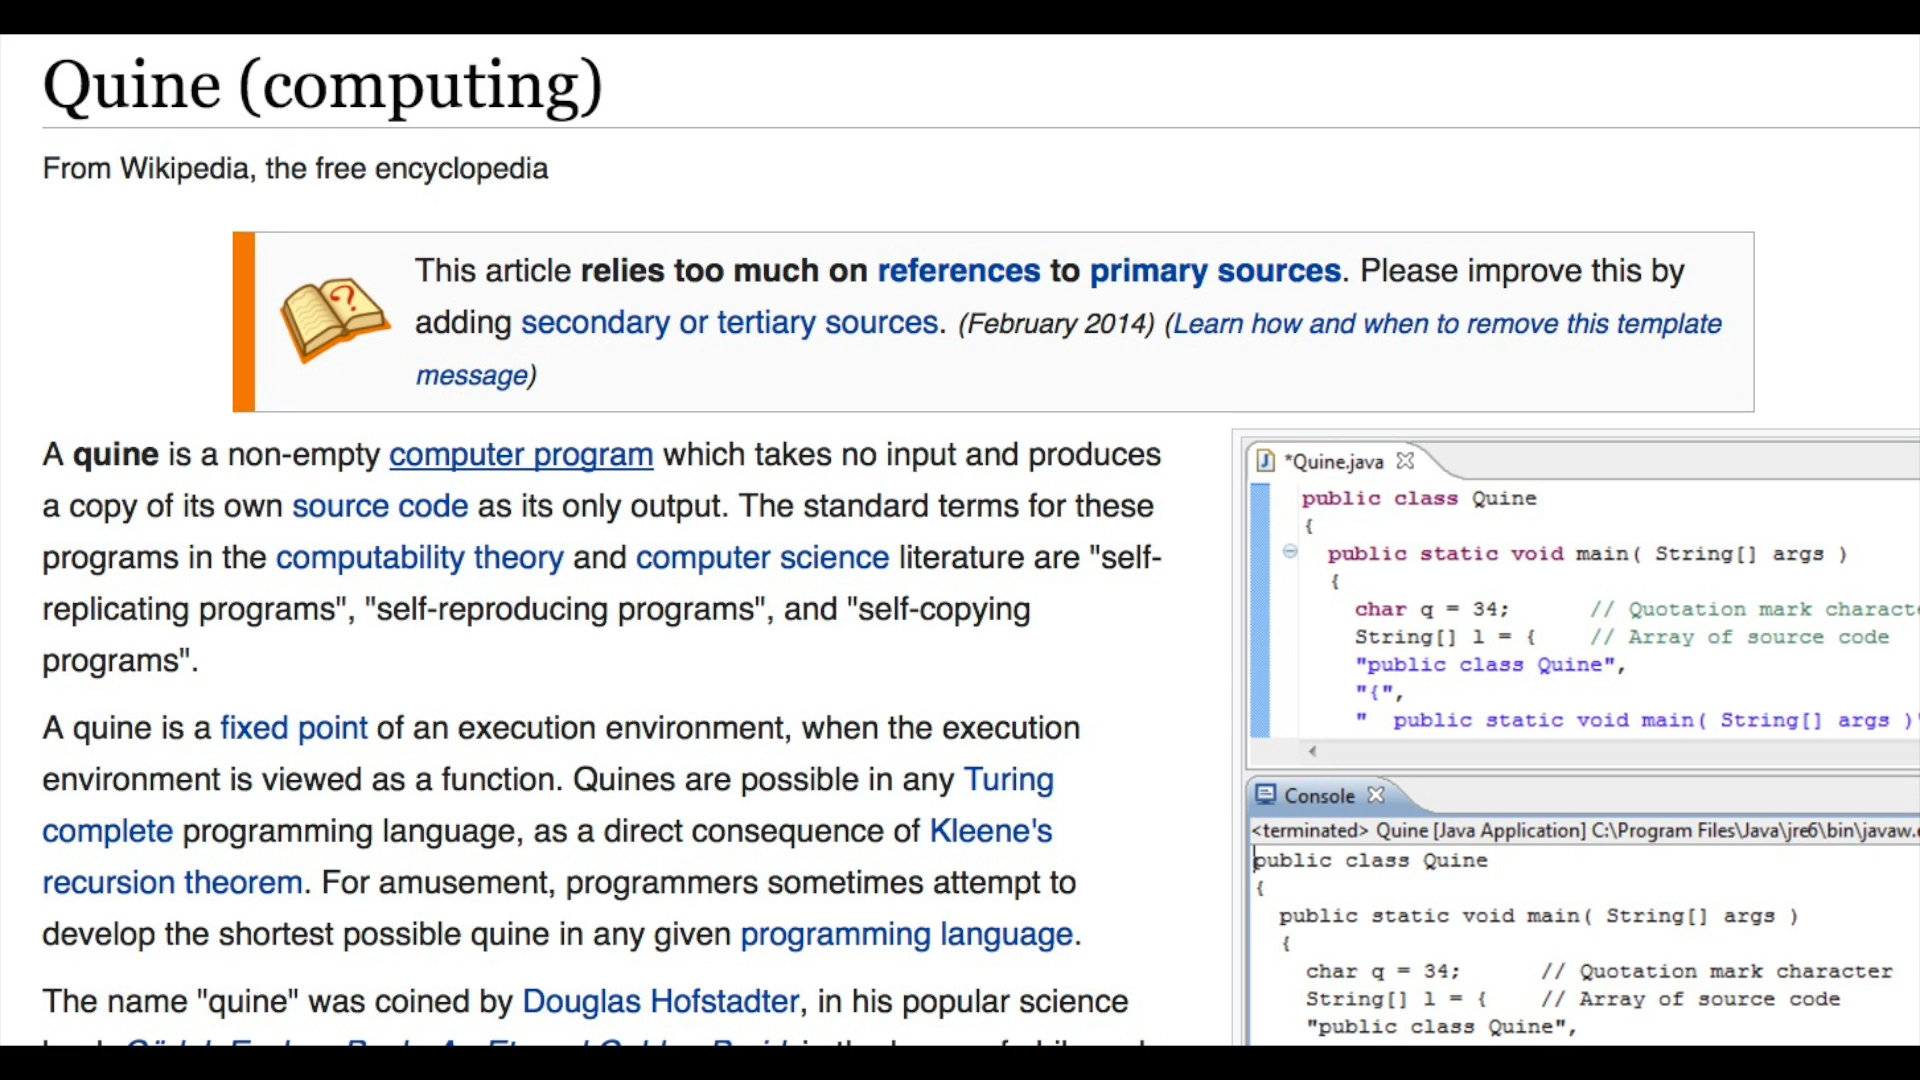 Quine (computing)
From Wikipedia, the free encyclopedia
This article relies too much on references to primary sources. Please improve this by
adding secondary or tertiary sources. (February 2014) (Learn how and when to remove this template
message)
A quine is a non-empty computer program which takes no input and produces
a copy of its own source code as its only output. The standard terms for these
programs in the computability theory and computer science literature are "self-
replicating programs", "self-reproducing programs", and "self-copying
programs".
A quine is a fixed point of an execution environment, when the execution
environment is viewed as a function. Quines are possible in any Turing
complete programming language, as a direct consequence of Kleene's
recursion theorem. For amusement, programmers sometimes attempt to
develop the shortest possible quine in any given programming language.
The name "quine" was coined by Douglas Hofstadter, in his popular science
*Quine.java
public class Quine
{
public static void main( String[] args )
{
char q = 34; // Quotation mark
String[] l = { // Array of source code
"public class Quine",
"{",
" public static void main( String[] args )
Console
<terminated> Quine [Java Application] C:\Program Files\Java\jre6\bin\javaw.
public class Quine
{
public static void main( String[] args )
{
char q = 34; // Quotation mark character
String[] l = { // Array of source code
"public class Quine",